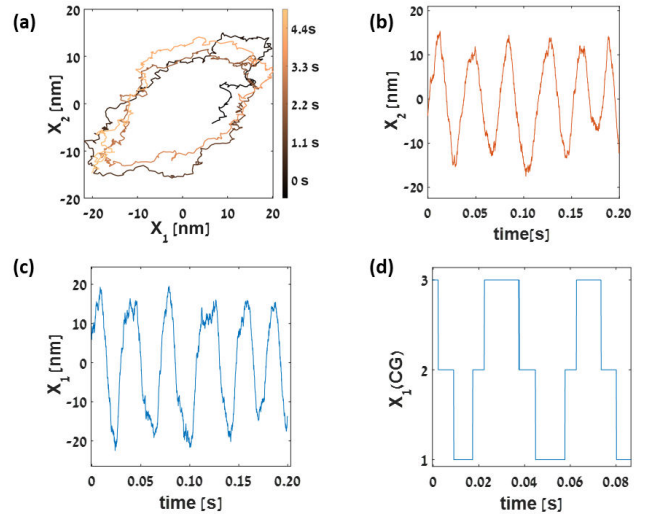 (a)
20
10
0
-10
-20
X2 [nm]
-20 -10 0 10 20
X1 [nm]
4.4 s
3.3 s
2.2 s
1.1 s
0 s
(b)
20
10
0
-10
-20
X2 [nm]
0 0.05 0.10 0.15 0.20
time[s]
(c)
20
10
0
-10
-20
X1 [nm]
0 0.05 0.10 0.15 0.20
time [s]
(d)
3
2
1
X1(CG)
0 0.02 0.04 0.06 0.08
time [s]